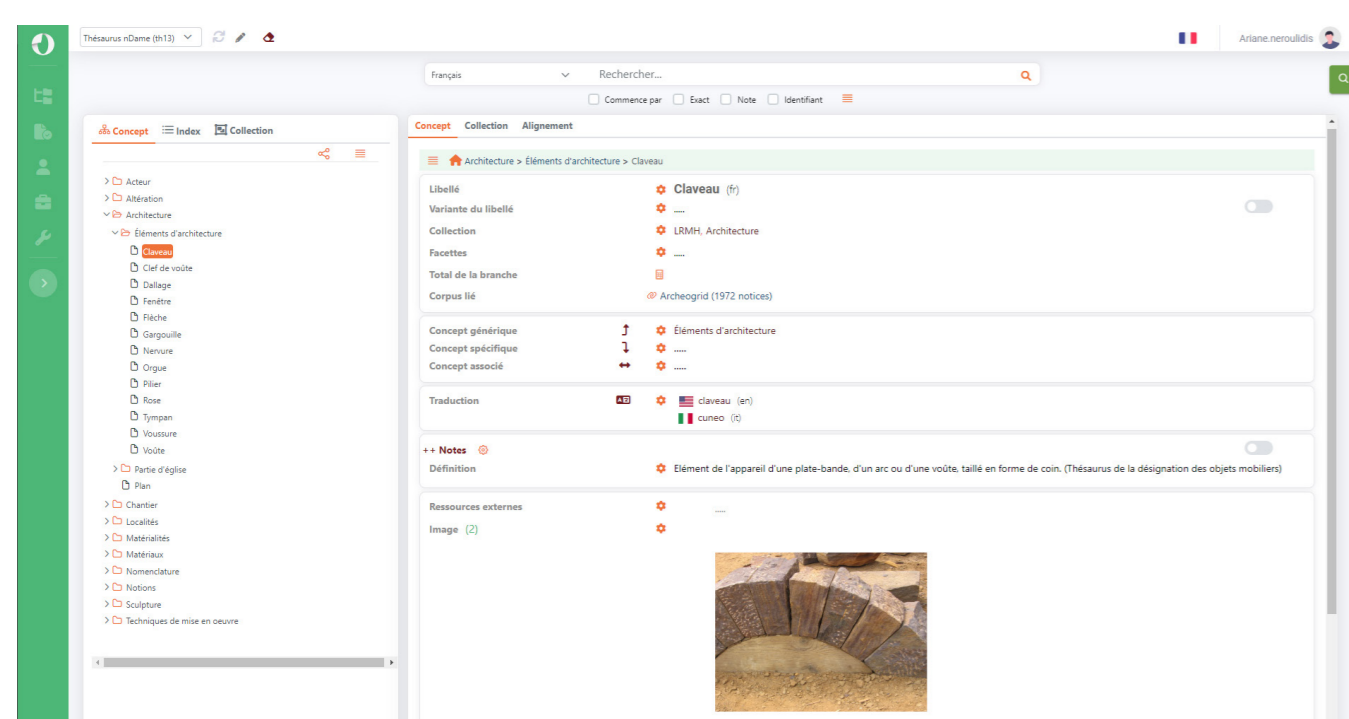 Thésaurus nDame (th13)
Ariane.neroulidis
Français Rechercher...
Commence par Exact Note Identifiant
Concept Index Collection
Acteur
Altération
Architecture
Éléments d'architecture
Claveau
Clef de voûte
Dallage
Fenêtre
Flèche
Gargouille
Nervure
Orgue
Pilier
Rose
Tympan
Voussure
Voûte
Partie d'église
Plan
Chantier
Localités
Matérialités
Matériaux
Nomenclature
Notions
Sculpture
Techniques de mise en oeuvre
Concept Collection Alignement
Architecture > Éléments d'architecture > Claveau
Libellé Claveau (fr)
Variante du libellé .....
Collection LRMH, Architecture
Facettes .....
Total de la branche
Corpus lié Archeogrid (1972 notices)
Concept générique Éléments d'architecture
Concept spécifique .....
Concept associé .....
Traduction claveau (en)
cuneo (it)
++ Notes
Définition Elément de l'appareil d'une plate-bande, d'un arc ou d'une voûte, taillé en forme de coin. (Thésaurus de la désignation des objets mobiliers)
Ressources externes .....
Image (2)